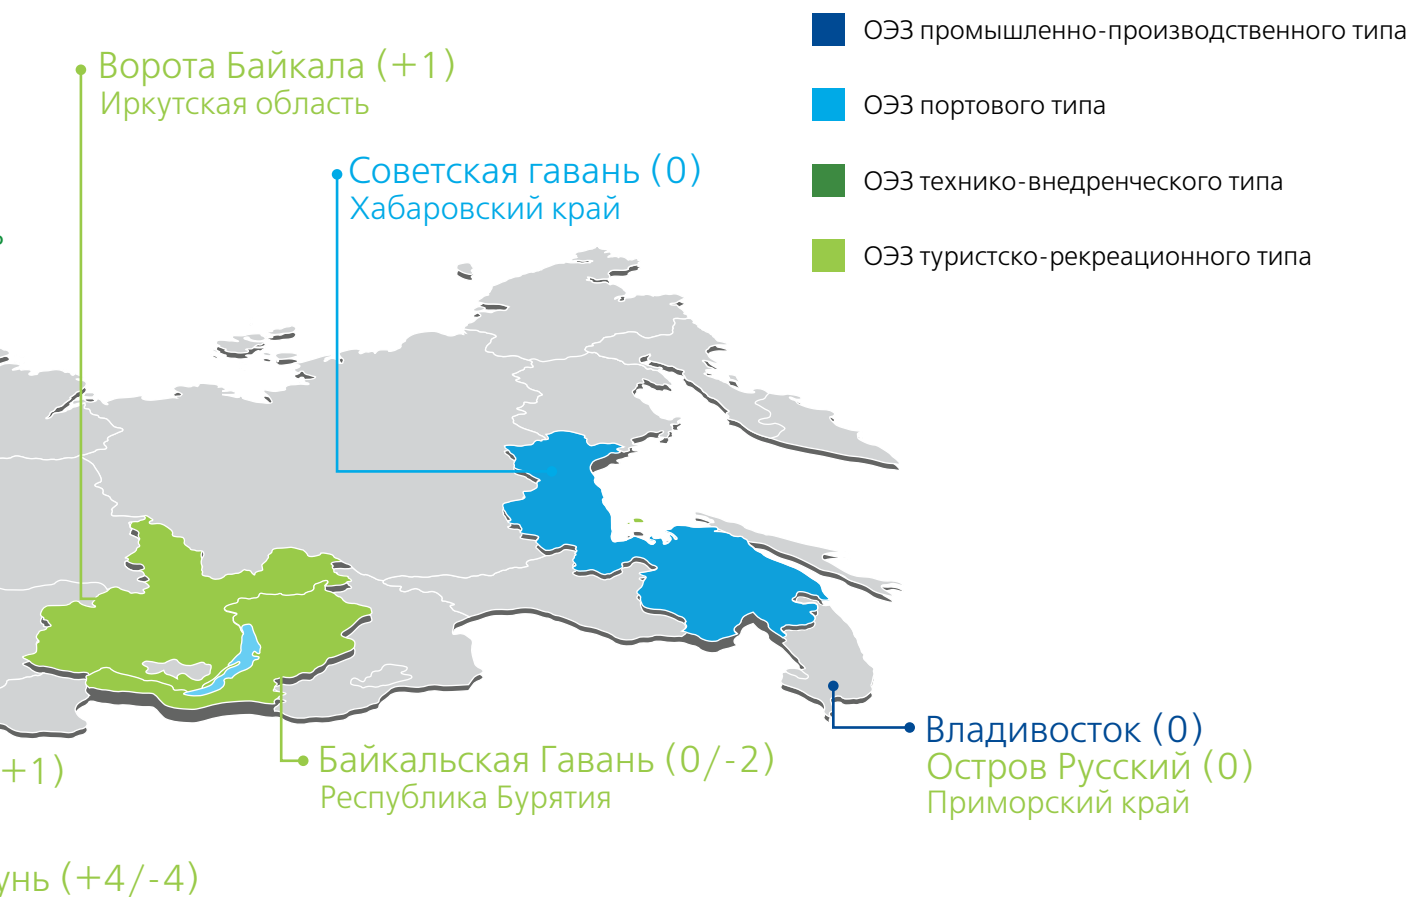 ОЭЗ промышленно-производственного типа
Ворота Байкала (+1)
Иркутская область
ОЭЗ портового типа
Советская гавань (0)
Хабаровский край
ОЭЗ технико-внедренческого типа
ОЭЗ туристско-рекреационного типа
Владивосток (0)
Остров Русский (0)
Приморский край
Байкальская Гавань (0/-2)
Республика Бурятия
+1)
унь (+4/-4)